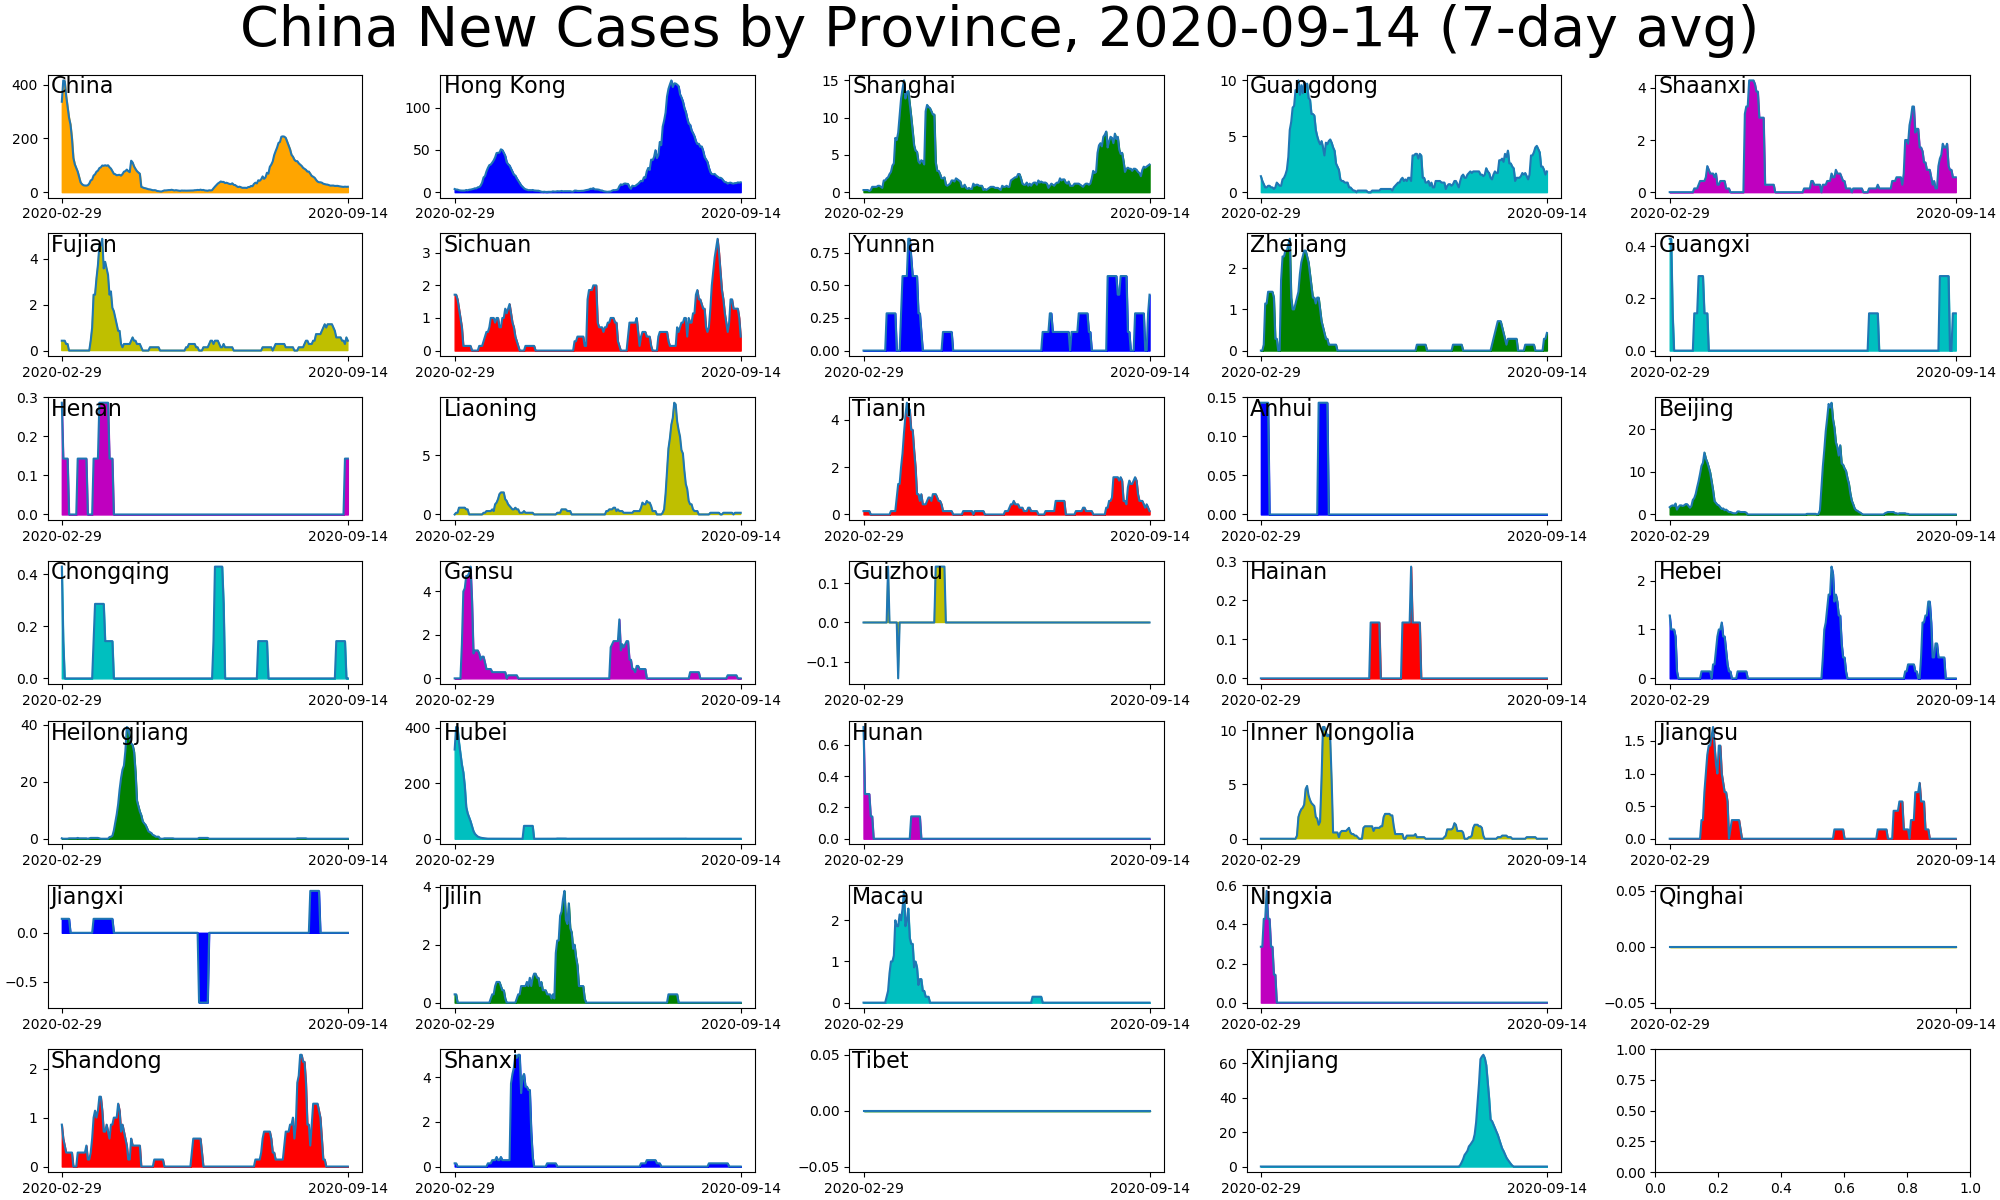 China New Cases by Province, 2020-09-14 (7-day avg)
China Hong Kong Shanghai Guangdong Shaanxi
400 200 0
100 50 0
15 10 5 0
10 5 0
4 2 0
2020-02-29 2020-09-14 2020-02-29 2020-09-14 2020-02-29 2020-09-14 2020-02-29 2020-09-14 2020-02-29 2020-09-14
Fujian Sichuan Yunnan Zhejiang Guangxi
4 2 0
3 2 1 0
0.75 0.50 0.25 0.00
2 1 0
0.4 0.2 0.0
2020-02-29 2020-09-14 2020-02-29 2020-09-14 2020-02-29 2020-09-14 2020-02-29 2020-09-14 2020-02-29 2020-09-14
Henan Liaoning Tianjin Anhui Beijing
0.3 0.2 0.1 0.0
5 0
4 2 0
0.15 0.10 0.05 0.00
20 10 0
2020-02-29 2020-09-14 2020-02-29 2020-09-14 2020-02-29 2020-09-14 2020-02-29 2020-09-14 2020-02-29 2020-09-14
Chongqing Gansu Guizhou Hainan Hebei
0.4 0.2 0.0
4 2 0
0.1 0.0 −0.1
0.3 0.2 0.1 0.0
2 1 0
2020-02-29 2020-09-14 2020-02-29 2020-09-14 2020-02-29 2020-09-14 2020-02-29 2020-09-14 2020-02-29 2020-09-14
Heilongjiang Hubei Hunan Inner Mongolia Jiangsu
40 20 0
400 200 0
0.6 0.4 0.2 0.0
10 5 0
1.5 1.0 0.5 0.0
2020-02-29 2020-09-14 2020-02-29 2020-09-14 2020-02-29 2020-09-14 2020-02-29 2020-09-14 2020-02-29 2020-09-14
Jiangxi Jilin Macau Ningxia Qinghai
0.0 −0.5
4 2 0
2 1 0
0.6 0.4 0.2 0.0
0.05 0.00 −0.05
2020-02-29 2020-09-14 2020-02-29 2020-09-14 2020-02-29 2020-09-14 2020-02-29 2020-09-14 2020-02-29 2020-09-14
Shandong Shanxi Tibet Xinjiang
2 1 0
4 2 0
0.05 0.00 −0.05
60 40 20 0
1.00 0.75 0.50 0.25 0.00
2020-02-29 2020-09-14 2020-02-29 2020-09-14 2020-02-29 2020-09-14 2020-02-29 2020-09-14 0.0 0.2 0.4 0.6 0.8 1.0